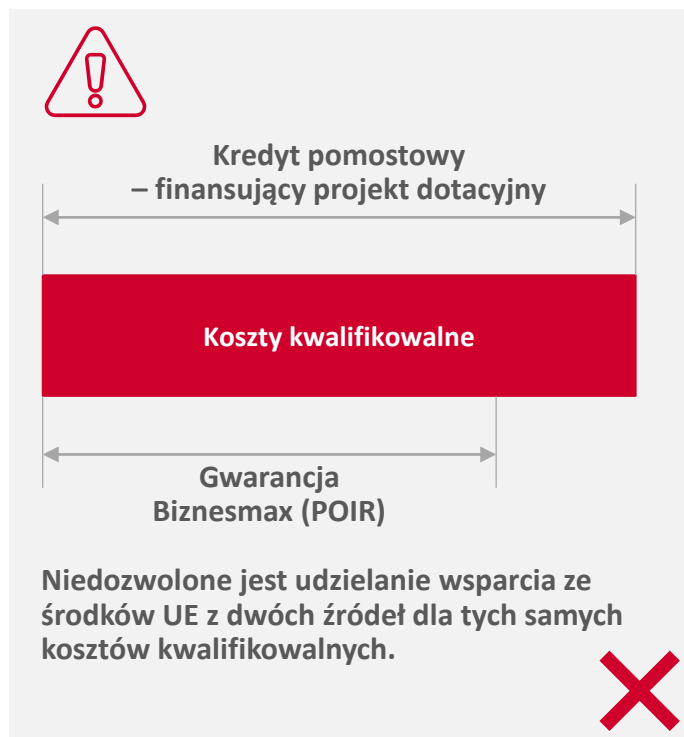 Kredyt pomostowy
– finansujący projekt dotacyjny
Koszty kwalifikowalne
Gwarancja
Biznesmax (POIR)
Niedozwolone jest udzielanie wsparcia ze
środków UE z dwóch źródeł dla tych samych
kosztów kwalifikowalnych.